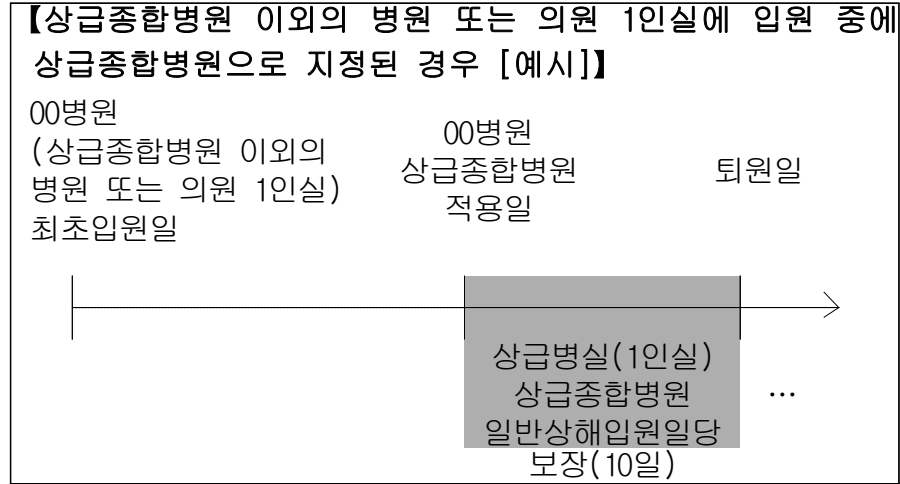 【상급종합병원 이외의 병원 또는 의원 1인실에 입원 중에
상급종합병원으로 지정된 경우 [예시]】
00병원
(상급종합병원 이외의
병원 또는 의원 1인실)
최초입원일
00병원
상급종합병원
적용일
퇴원일
상급병실(1인실)
상급종합병원
일반상해입원일당
보장(10일)
…